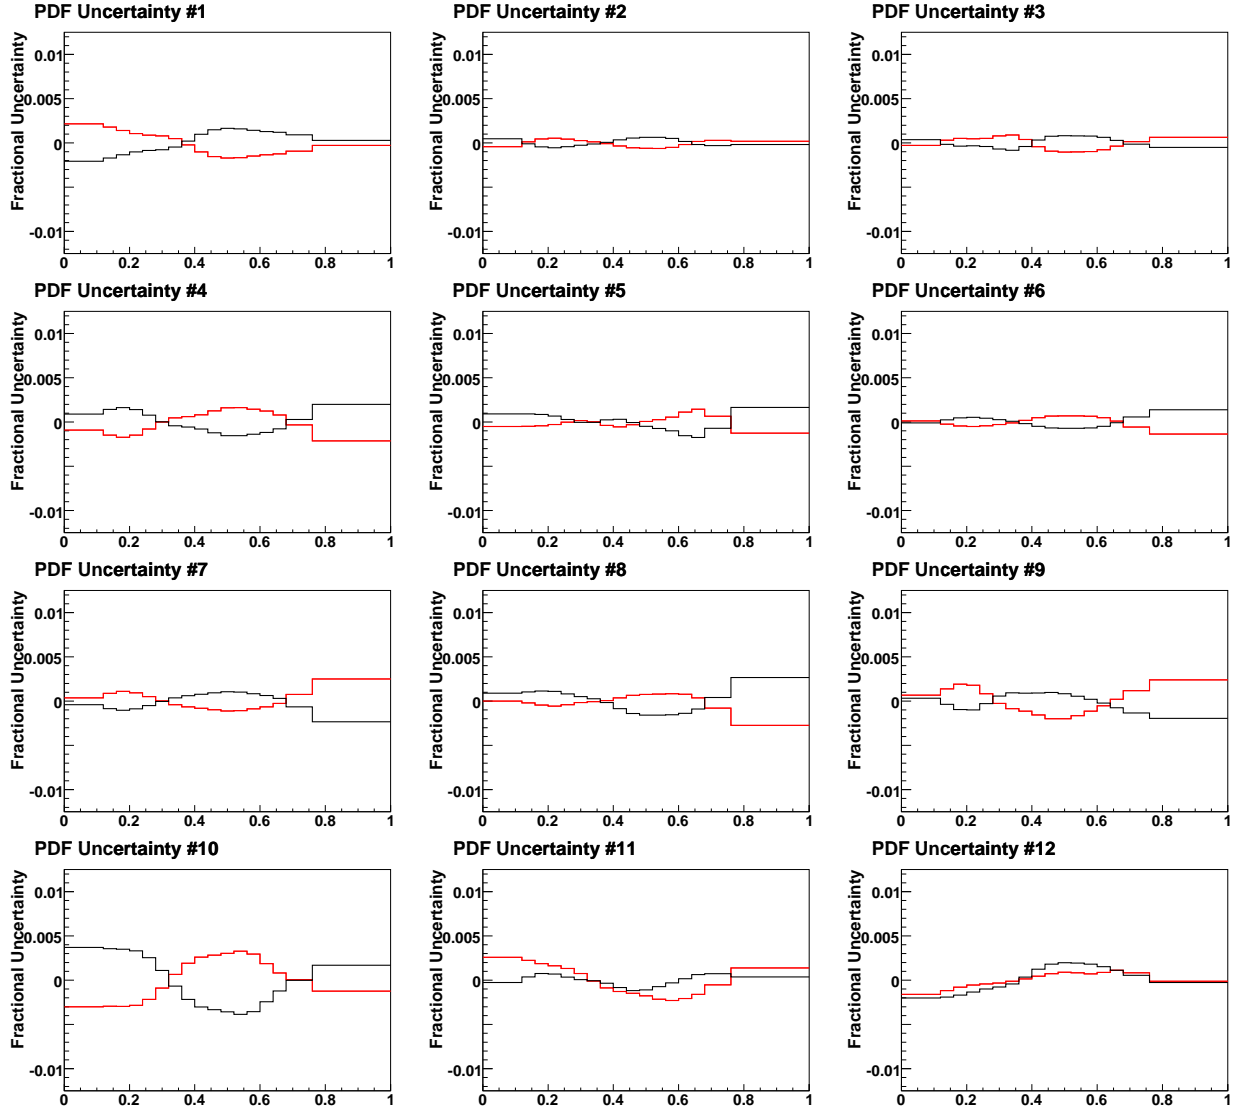 PDF Uncertainty #1
Fractional Uncertainty
0.01
0.005
0
-0.01
0 0.2 0.4 0.6 0.8 1
PDF Uncertainty #2
Fractional Uncertainty
0.01
0.005
0
-0.01
0 0.2 0.4 0.6 0.8 1
PDF Uncertainty #3
Fractional Uncertainty
0.01
0.005
0
-0.01
0 0.2 0.4 0.6 0.8 1
PDF Uncertainty #4
Fractional Uncertainty
0.01
0.005
0
-0.01
0 0.2 0.4 0.6 0.8 1
PDF Uncertainty #5
Fractional Uncertainty
0.01
0.005
0
-0.01
0 0.2 0.4 0.6 0.8 1
PDF Uncertainty #6
Fractional Uncertainty
0.01
0.005
0
-0.01
0 0.2 0.4 0.6 0.8 1
PDF Uncertainty #7
Fractional Uncertainty
0.01
0.005
0
-0.01
0 0.2 0.4 0.6 0.8 1
PDF Uncertainty #8
Fractional Uncertainty
0.01
0.005
0
-0.01
0 0.2 0.4 0.6 0.8 1
PDF Uncertainty #9
Fractional Uncertainty
0.01
0.005
0
-0.01
0 0.2 0.4 0.6 0.8 1
PDF Uncertainty #10
Fractional Uncertainty
0.01
0.005
0
-0.01
0 0.2 0.4 0.6 0.8 1
PDF Uncertainty #11
Fractional Uncertainty
0.01
0.005
0
-0.01
0 0.2 0.4 0.6 0.8 1
PDF Uncertainty #12
Fractional Uncertainty
0.01
0.005
0
-0.01
0 0.2 0.4 0.6 0.8 1